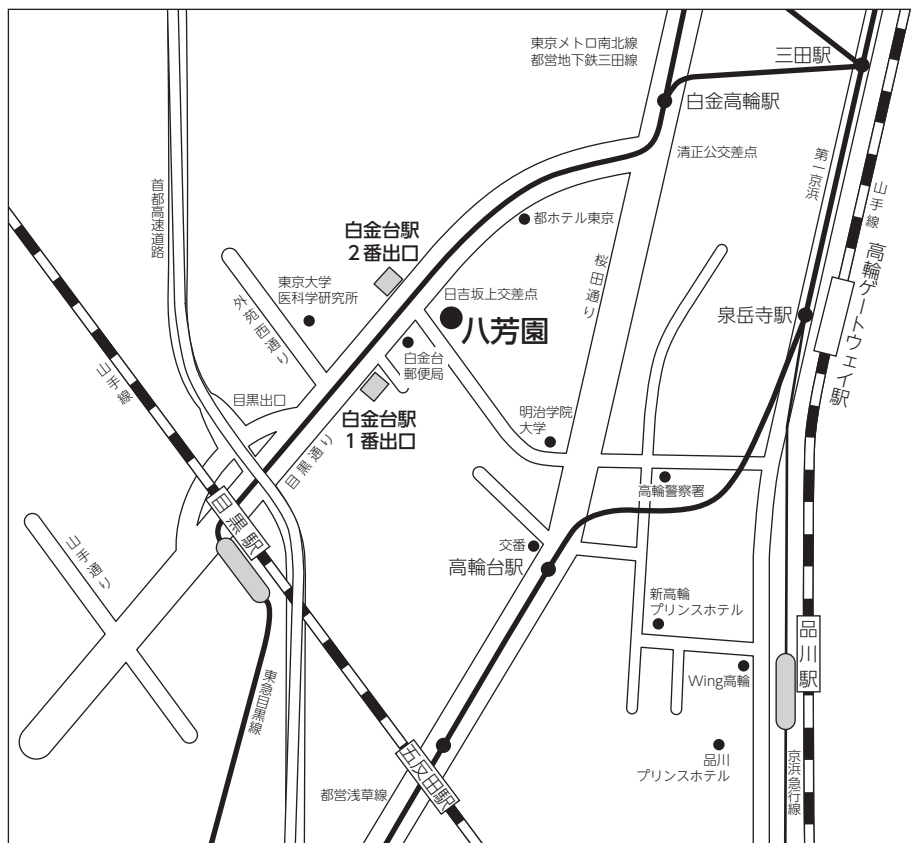 東京メトロ南北線
都営地下鉄三田線
三田駅
白金高輪駅
清正公交差点
第一京浜
山手線
首都高速道路
都ホテル東京
白金台駅
2番出口
桜田通り
高輪ゲートウェイ駅
東京大学
医科学研究所
外苑西通り
日吉坂上交差点
八芳園
泉岳寺駅
白金台
郵便局
山手線
目黒出口
白金台駅
1番出口
明治学院
大学
目黒通り
高輪警察署
目黒駅
山手通り
交番
高輪台駅
新高輪
プリンスホテル
品川駅
Wing高輪
東急目黒線
品川
プリンスホテル
五反田駅
京浜急行線
都営浅草線